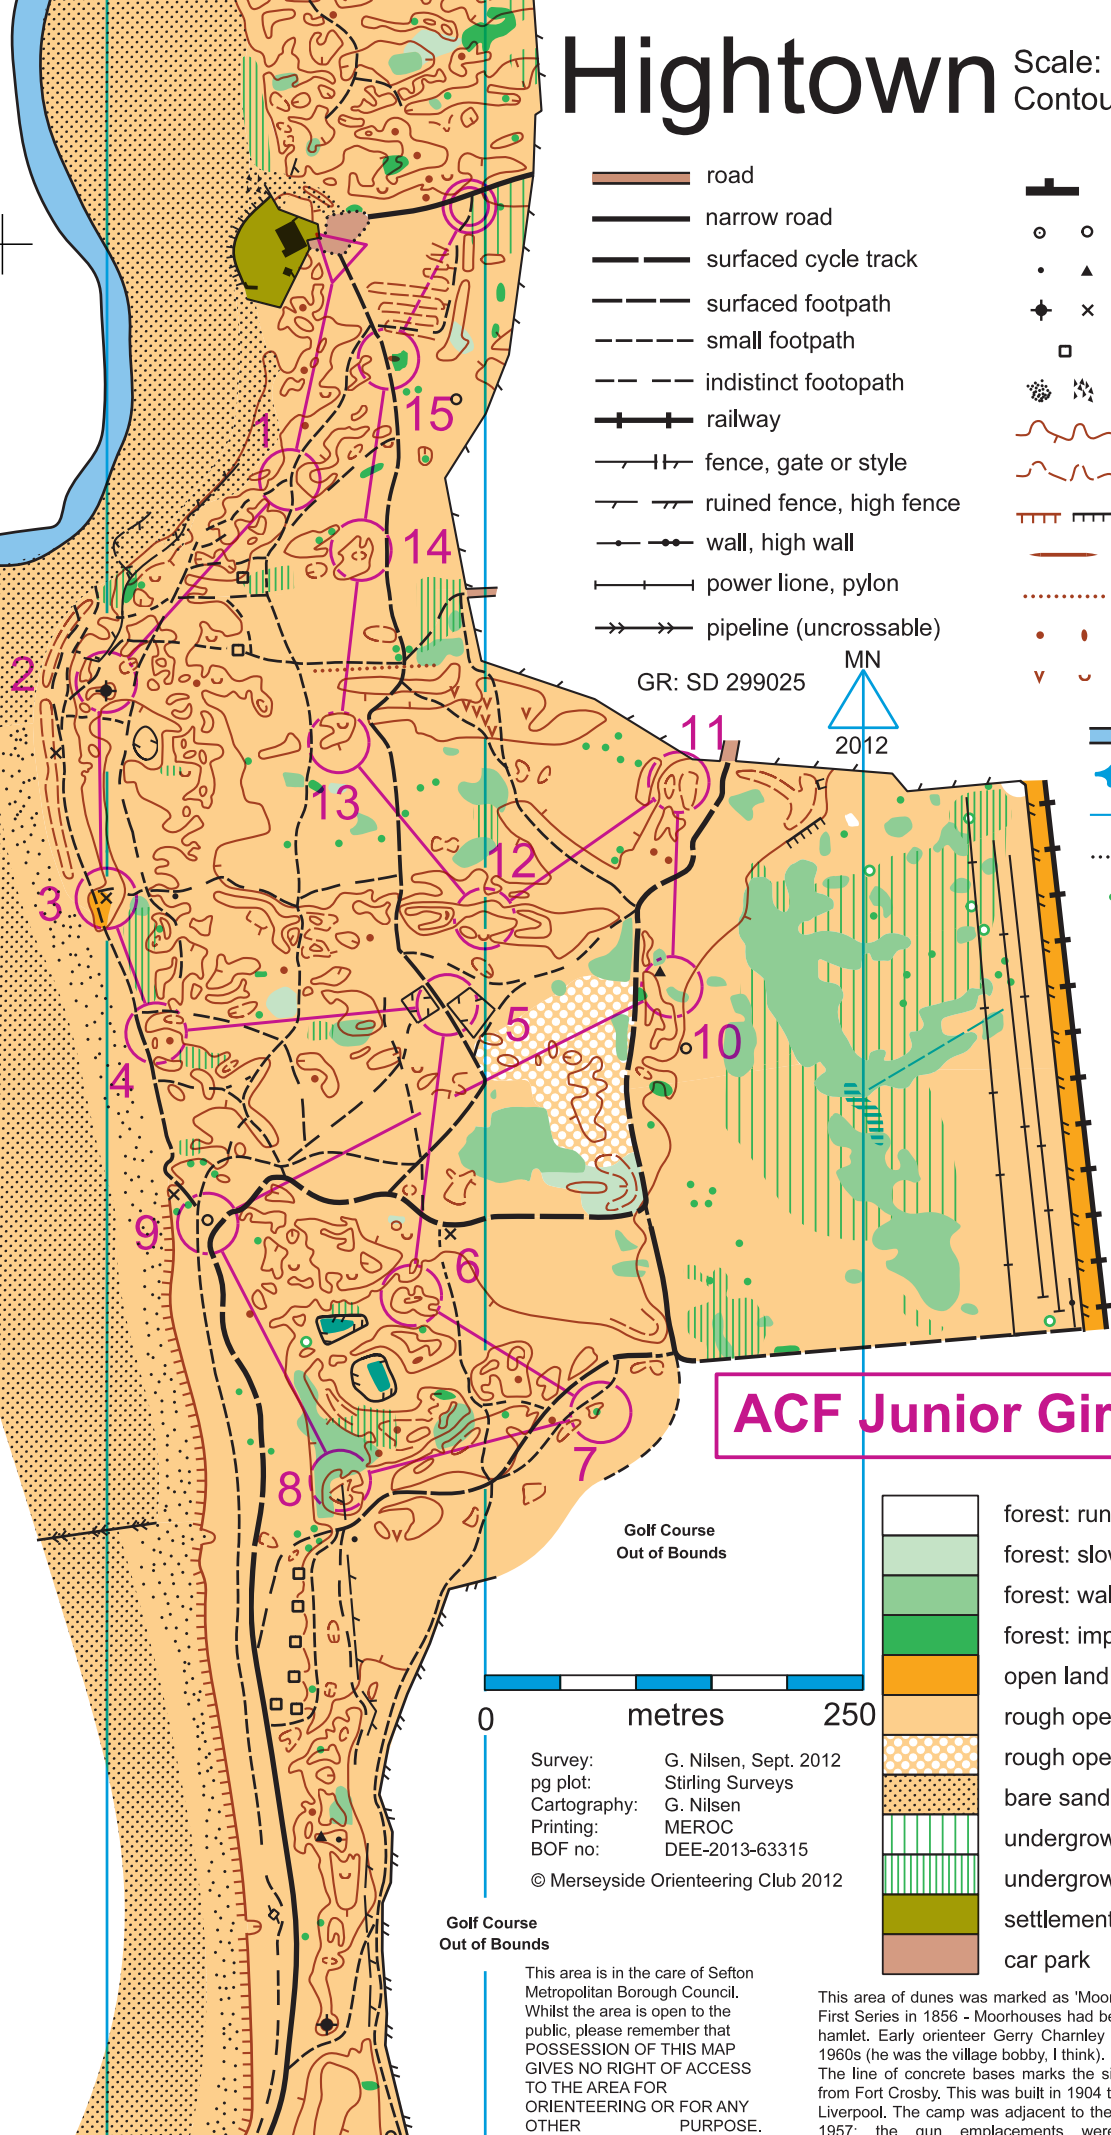 Hightown
Scale:
Contou
road
narrow road
surfaced cycle track
surfaced footpath
small footpath
indistinct footopath
railway
fence, gate or style
ruined fence, high fence
wall, high wall
power lione, pylon
pipeline (uncrossable)
GR: SD 299025
MN
2012
1
2
3
4
5
6
7
8
9
10
11
12
13
14
15
ACF Junior Gir
Golf Course
Out of Bounds
0 metres 250
Survey: G. Nilsen, Sept. 2012
pg plot: Stirling Surveys
Cartography: G. Nilsen
Printing: MEROC
BOF no: DEE-2013-63315
© Merseyside Orienteering Club 2012
forest: run
forest: slov
forest: wal
forest: imp
open land
rough ope
rough ope
bare sand
undergrow
undergrow
settlement
car park
Golf Course
Out of Bounds
This area is in the care of Sefton
Metropolitan Borough Council.
Whilst the area is open to the
public, please remember that
POSSESSION OF THIS MAP
GIVES NO RIGHT OF ACCESS
TO THE AREA FOR
ORIENTEERING OR FOR ANY
OTHER PURPOSE.
This area of dunes was marked as 'Moor
First Series in 1856 - Moorhouses had be
hamlet. Early orienteer Gerry Charnley
1960s (he was the village bobby, I think).
The line of concrete bases marks the si
from Fort Crosby. This was built in 1904 t
Liverpool. The camp was adjacent to the
1957: the gun emplacements were